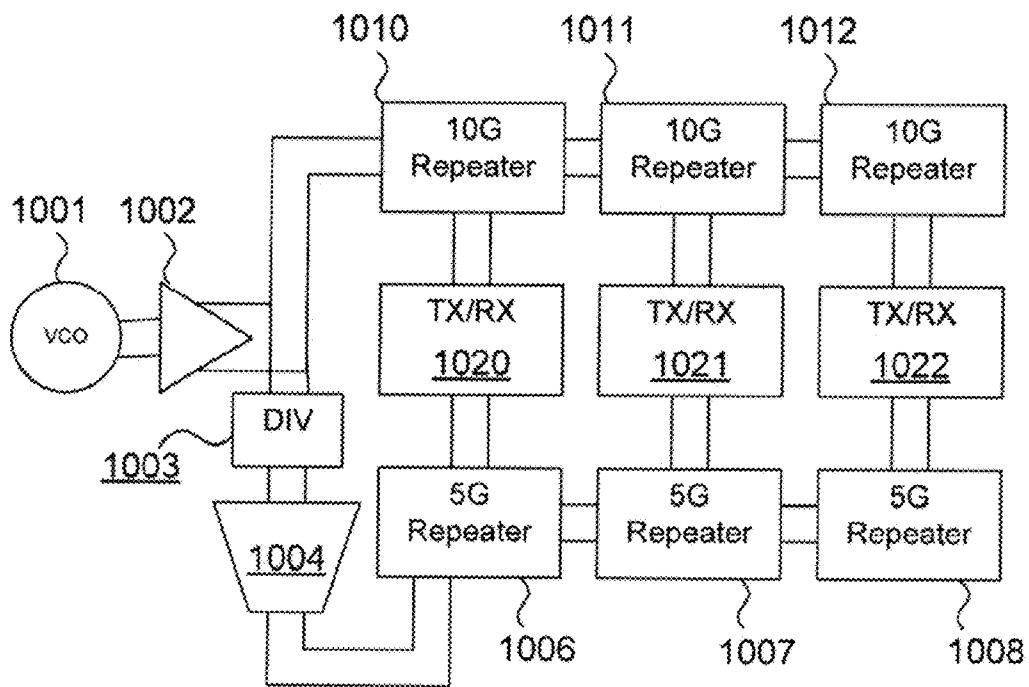 1010
1011
1012
10G
Repeater
10G
Repeater
10G
Repeater
1001
1002
VCO
TX/RX
1020
TX/RX
1021
TX/RX
1022
DIV
1003
1004
5G
Repeater
5G
Repeater
5G
Repeater
1006
1007
1008